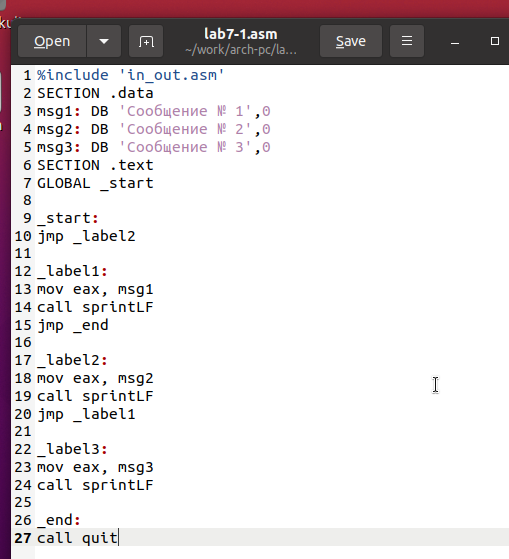 Open
lab7-1.asm
~/work/arch-pc/la...
Save
1 %include 'in_out.asm'
2 SECTION .data
3 msg1: DB 'Сообщение № 1',0
4 msg2: DB 'Сообщение № 2',0
5 msg3: DB 'Сообщение № 3',0
6 SECTION .text
7 GLOBAL _start
8
9 _start:
10 jmp _label2
11
12 _label1:
13 mov eax, msg1
14 call sprintLF
15 jmp _end
16
17 _label2:
18 mov eax, msg2
19 call sprintLF
20 jmp _label1
21
22 _label3:
23 mov eax, msg3
24 call sprintLF
25
26 _end:
27 call quit